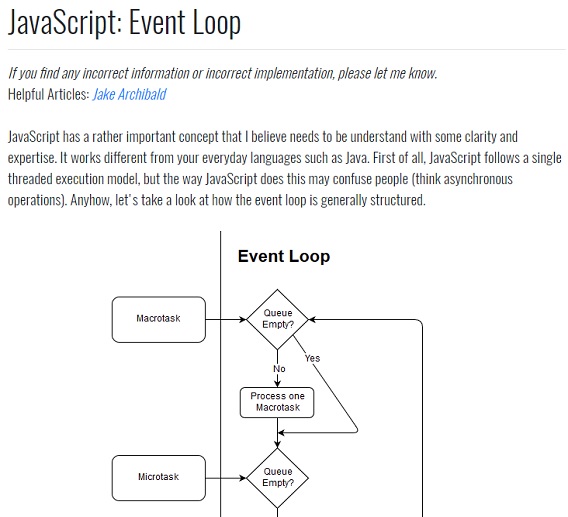 JavaScript: Event Loop
If you find any incorrect information or incorrect implementation, please let me know.
Helpful Articles: Jake Archibald
JavaScript has a rather important concept that I believe needs to be understand with some clarity and
expertise. It works different from your everyday languages such as Java. First of all, JavaScript follows a single
threaded execution model, but the way JavaScript does this may confuse people (think asynchronous
operations). Anyhow, let's take a look at how the event loop is generally structured.
Event Loop
Macrotask
Queue
Empty?
Yes
No
Process one
Macrotask
Microtask
Queue
Empty?